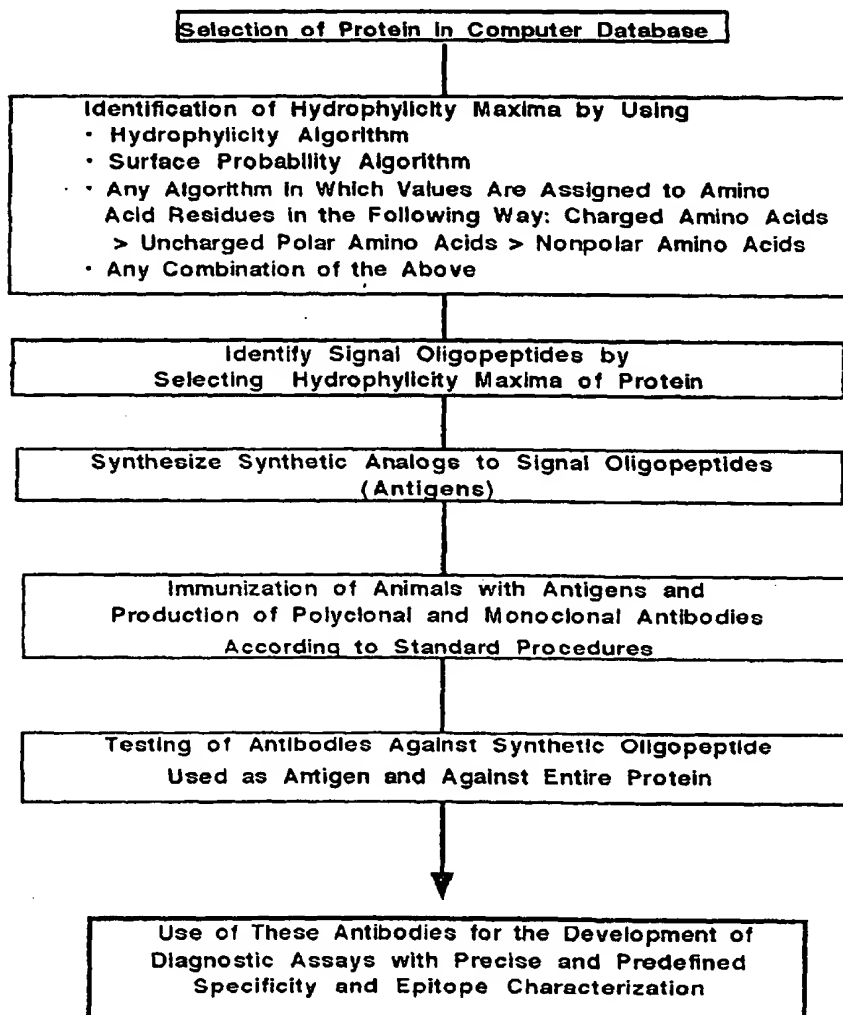 Selection of Protein in Computer Database
Identification of Hydrophylicity Maxima by Using
· Hydrophylicity Algorithm
· Surface Probability Algorithm
· Any Algorithm in Which Values Are Assigned to Amino
Acid Residues in the Following Way: Charged Amino Acids
> Uncharged Polar Amino Acids > Nonpolar Amino Acids
· Any Combination of the Above
Identify Signal Oligopeptides by
Selecting Hydrophylicity Maxima of Protein
Synthesize Synthetic Analogs to Signal Oligopeptides
(Antigens)
Immunization of Animals with Antigens and
Production of Polyclonal and Monoclonal Antibodies
According to Standard Procedures
Testing of Antibodies Against Synthetic Oligopeptide
Used as Antigen and Against Entire Protein
Use of These Antibodies for the Development of
Diagnostic Assays with Precise and Predefined
Specificity and Epitope Characterization